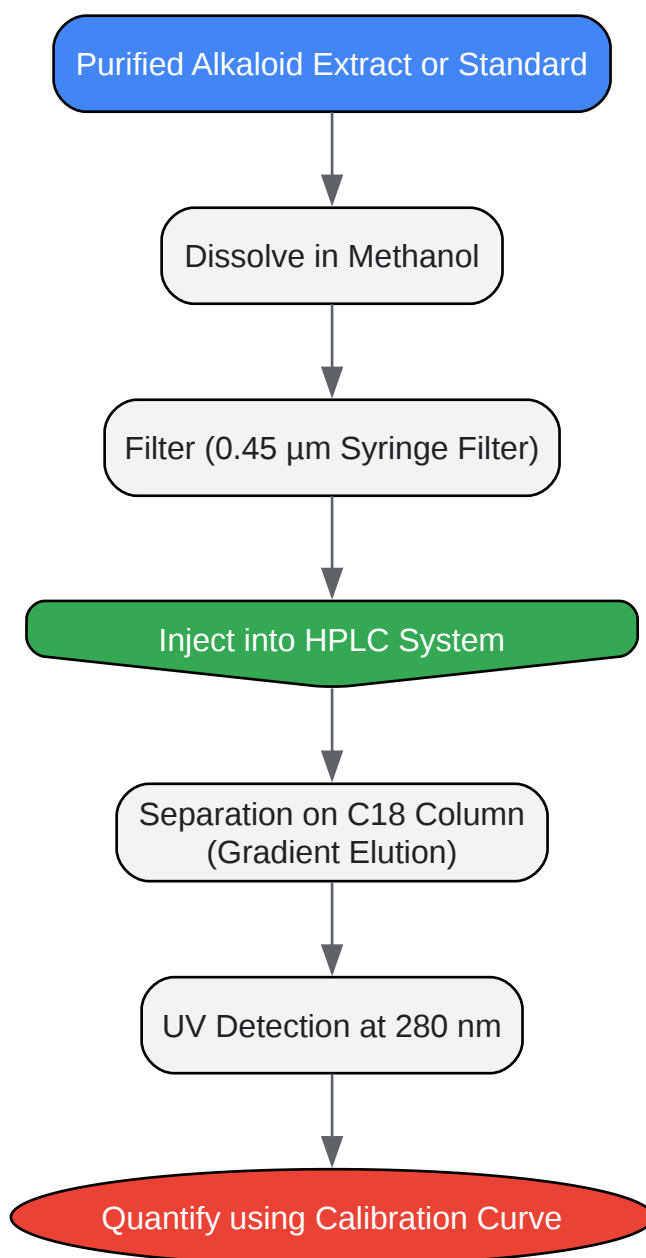 Purified Alkaloid Extract or Standard
Dissolve in Methanol
Filter (0.45 µm Syringe Filter)
Inject into HPLC System
Separation on C18 Column
(Gradient Elution)
UV Detection at 280 nm
Quantify using Calibration Curve